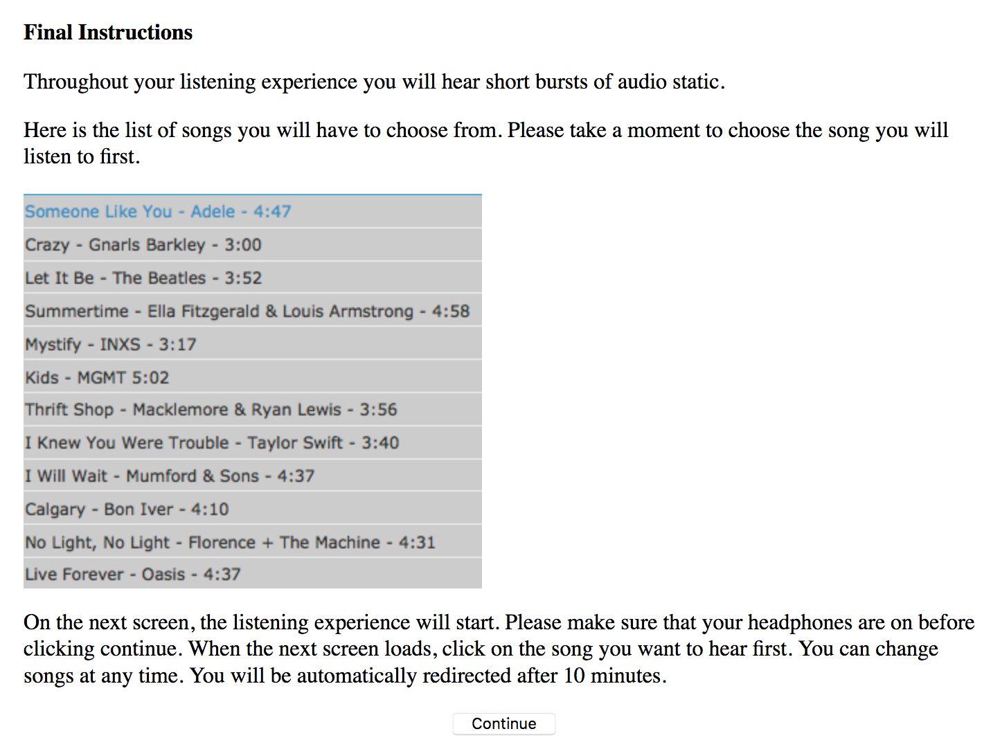 Final Instructions
Throughout your listening experience you will hear short bursts of audio static.
Here is the list of songs you will have to choose from. Please take a moment to choose the song you will
listen to first.
Someone Like You - Adele - 4:47
Crazy - Gnarls Barkley - 3:00
Let It Be - The Beatles - 3:52
Summertime - Ella Fitzgerald & Louis Armstrong - 4:58
Mystify - INXS - 3:17
Kids - MGMT 5:02
Thrift Shop - Macklemore & Ryan Lewis - 3:56
I Knew You Were Trouble - Taylor Swift - 3:40
I Will Wait - Mumford & Sons - 4:37
Calgary - Bon Iver - 4:10
No Light, No Light - Florence + The Machine - 4:31
Live Forever - Oasis - 4:37
On the next screen, the listening experience will start. Please make sure that your headphones are on before
clicking continue. When the next screen loads, click on the song you want to hear first. You can change
songs at any time. You will be automatically redirected after 10 minutes.
Continue